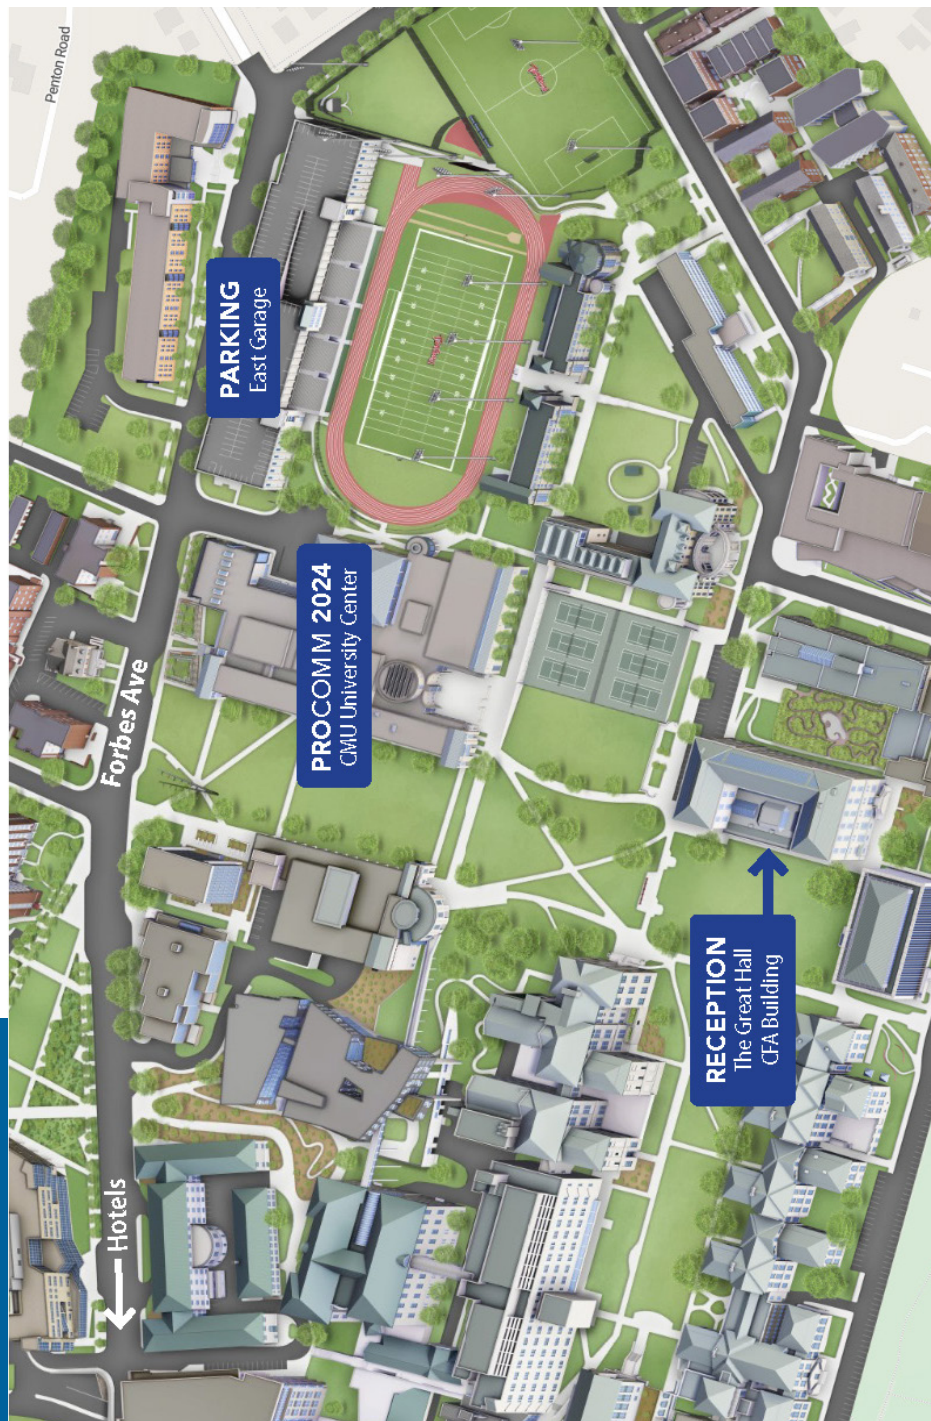 Penton Road
PARKING
East Garage
PROCOMM 2024
CMU University Center
Forbes Ave
RECEPTION
The Great Hall
CFA Building
Hotels